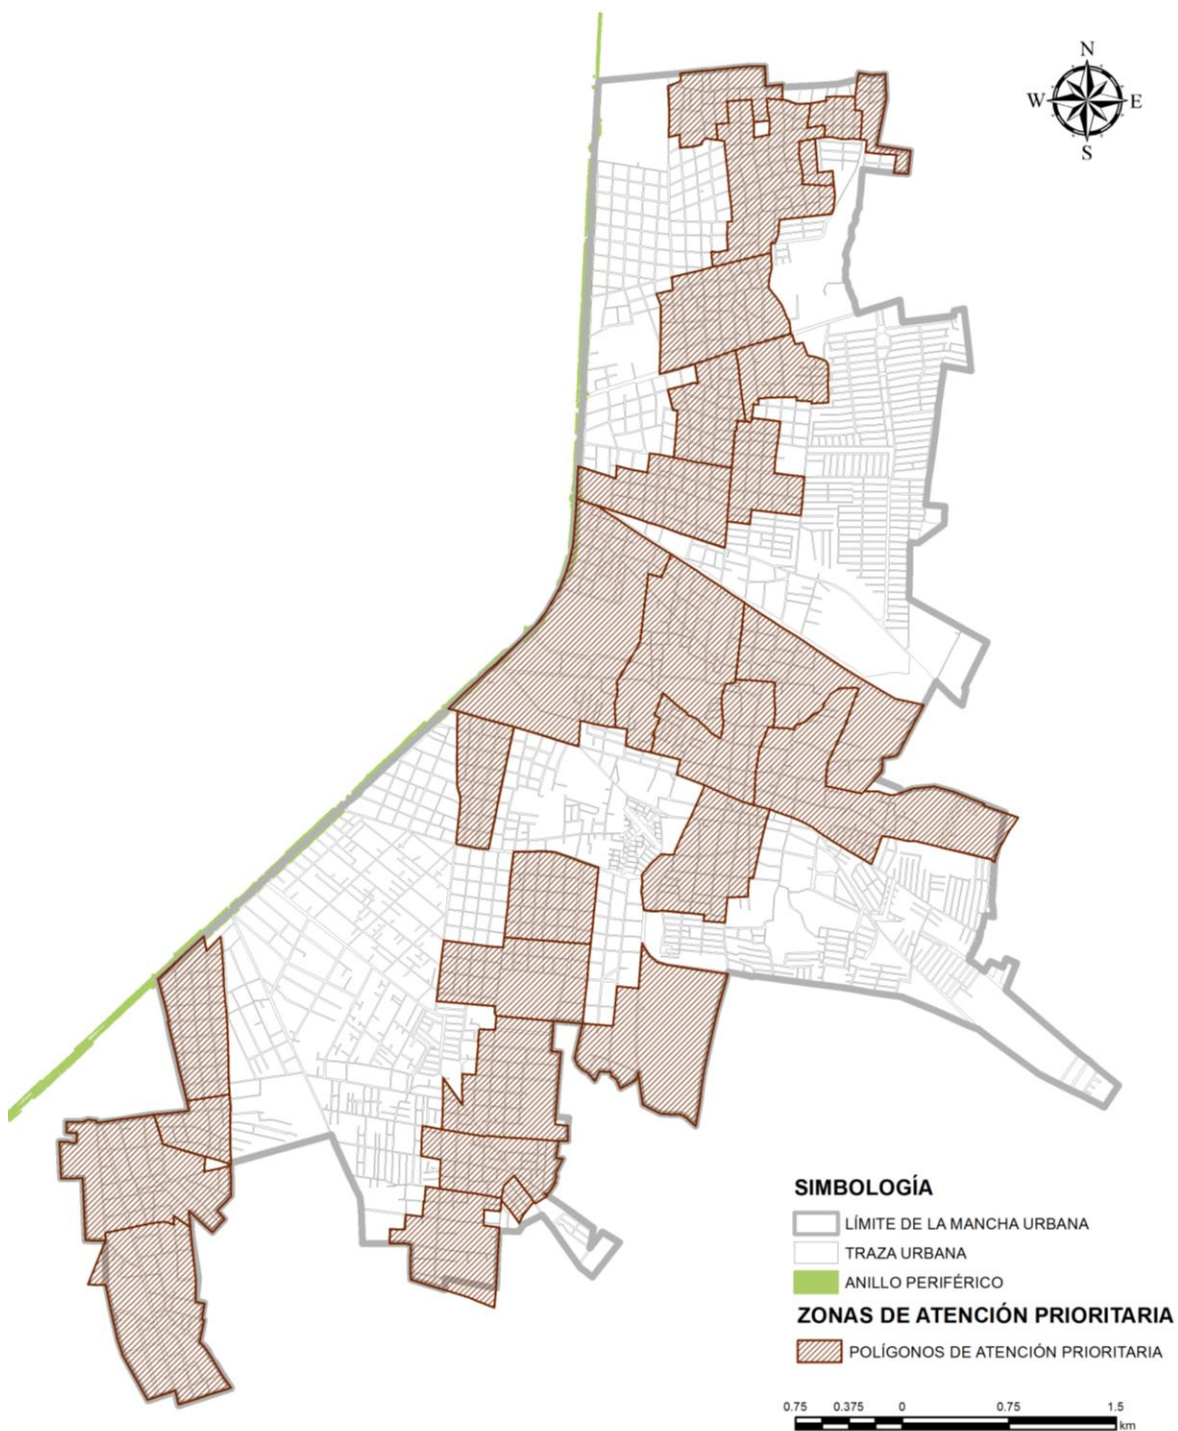 N
W E
S
SIMBOLOGÍA
LÍMITE DE LA MANCHA URBANA
TRAZA URBANA
ANILLO PERIFÉRICO
ZONAS DE ATENCIÓN PRIORITARIA
POLÍGONOS DE ATENCIÓN PRIORITARIA
0.75 0.375 0 0.75 1.5
km